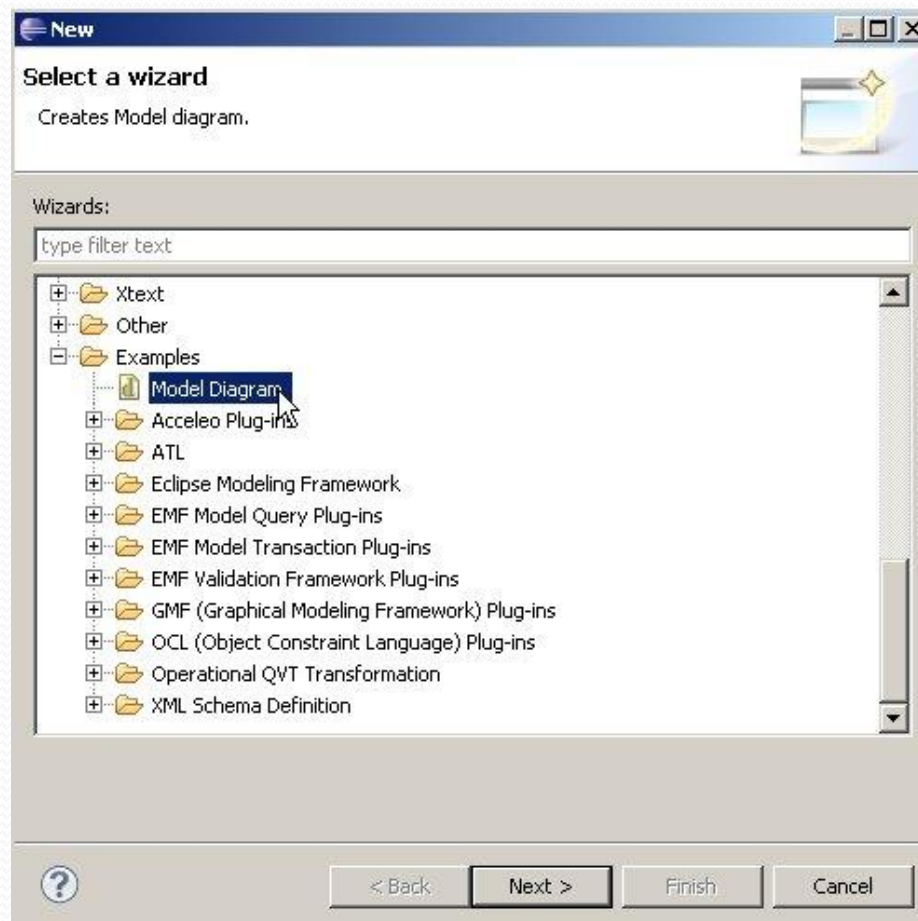 New
Select a wizard
Creates Model diagram.
Wizards:
type filter text
Xtext
Other
Examples
Model Diagram
Acceleo Plug-ins
ATL
Eclipse Modeling Framework
EMF Model Query Plug-ins
EMF Model Transaction Plug-ins
EMF Validation Framework Plug-ins
GMF (Graphical Modeling Framework) Plug-ins
OCL (Object Constraint Language) Plug-ins
Operational QVT Transformation
XML Schema Definition
? < Back Next > Finish Cancel